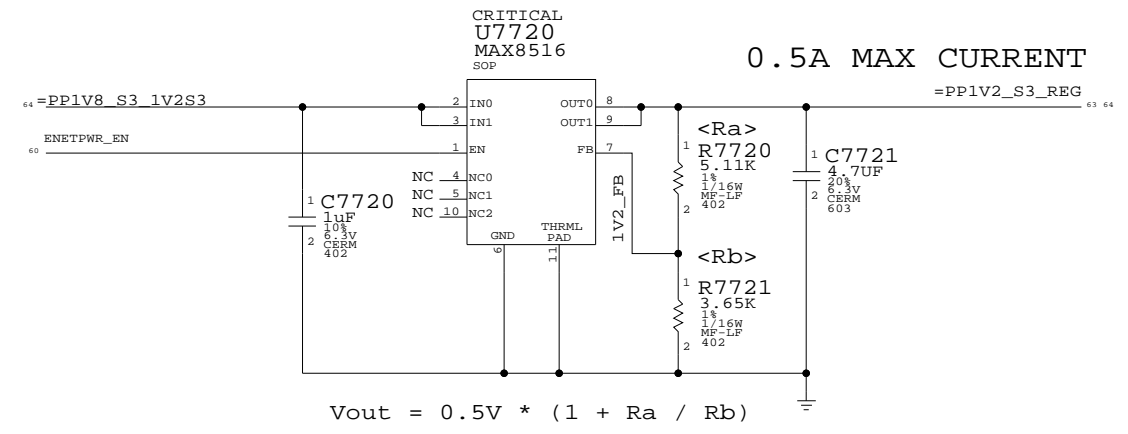 CRITICAL
U7720
MAX8516
SOP
0.5A MAX CURRENT
64 =PP1V8_S3_1V2S3
2 IN0
OUT0 8
=PP1V2_S3_REG
63 64
3 IN1
OUT1 9
ENETPWR_EN
60
1 EN
FB 7
<Ra>
1 R7720
5.11K
1%
1/16W
MF-LF
402
2
1 C7721
4.7UF
20%
6.3V
CERM
603
2
NC 4 NC0
NC 5 NC1
NC 10 NC2
1V2_FB
1 C7720
1uF
10%
6.3V
CERM
402
2
GND
6
THRML
PAD
11
<Rb>
1 R7721
3.65K
1%
1/16W
MF-LF
402
2
Vout = 0.5V * (1 + Ra / Rb)